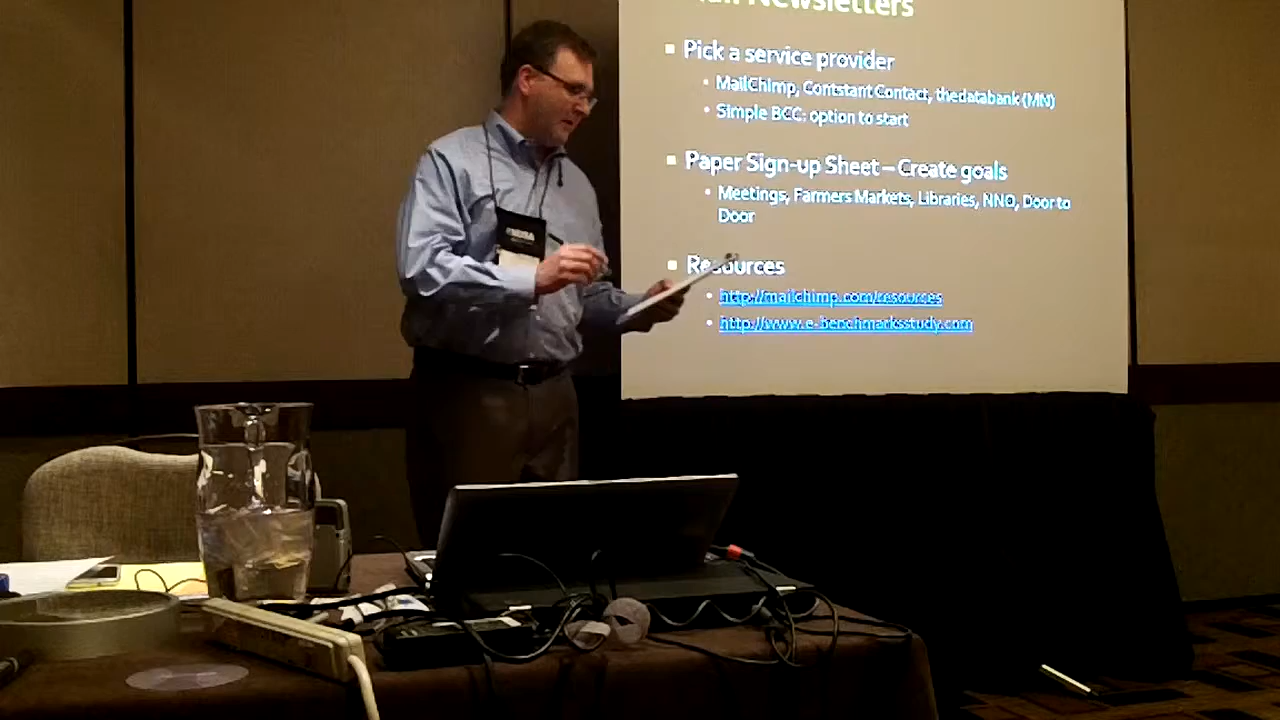 Newsletters
Pick a service provider
MailChimp, Contstant Contact, thedatabank (MN)
Simple BCC: option to start
Paper Sign-up Sheet – Create goals
Meetings, Farmers Markets, Libraries, NNO, Door to
Door
Resources
http://mailchimp.com/resources
http://www.e-benchmarksstudy.com